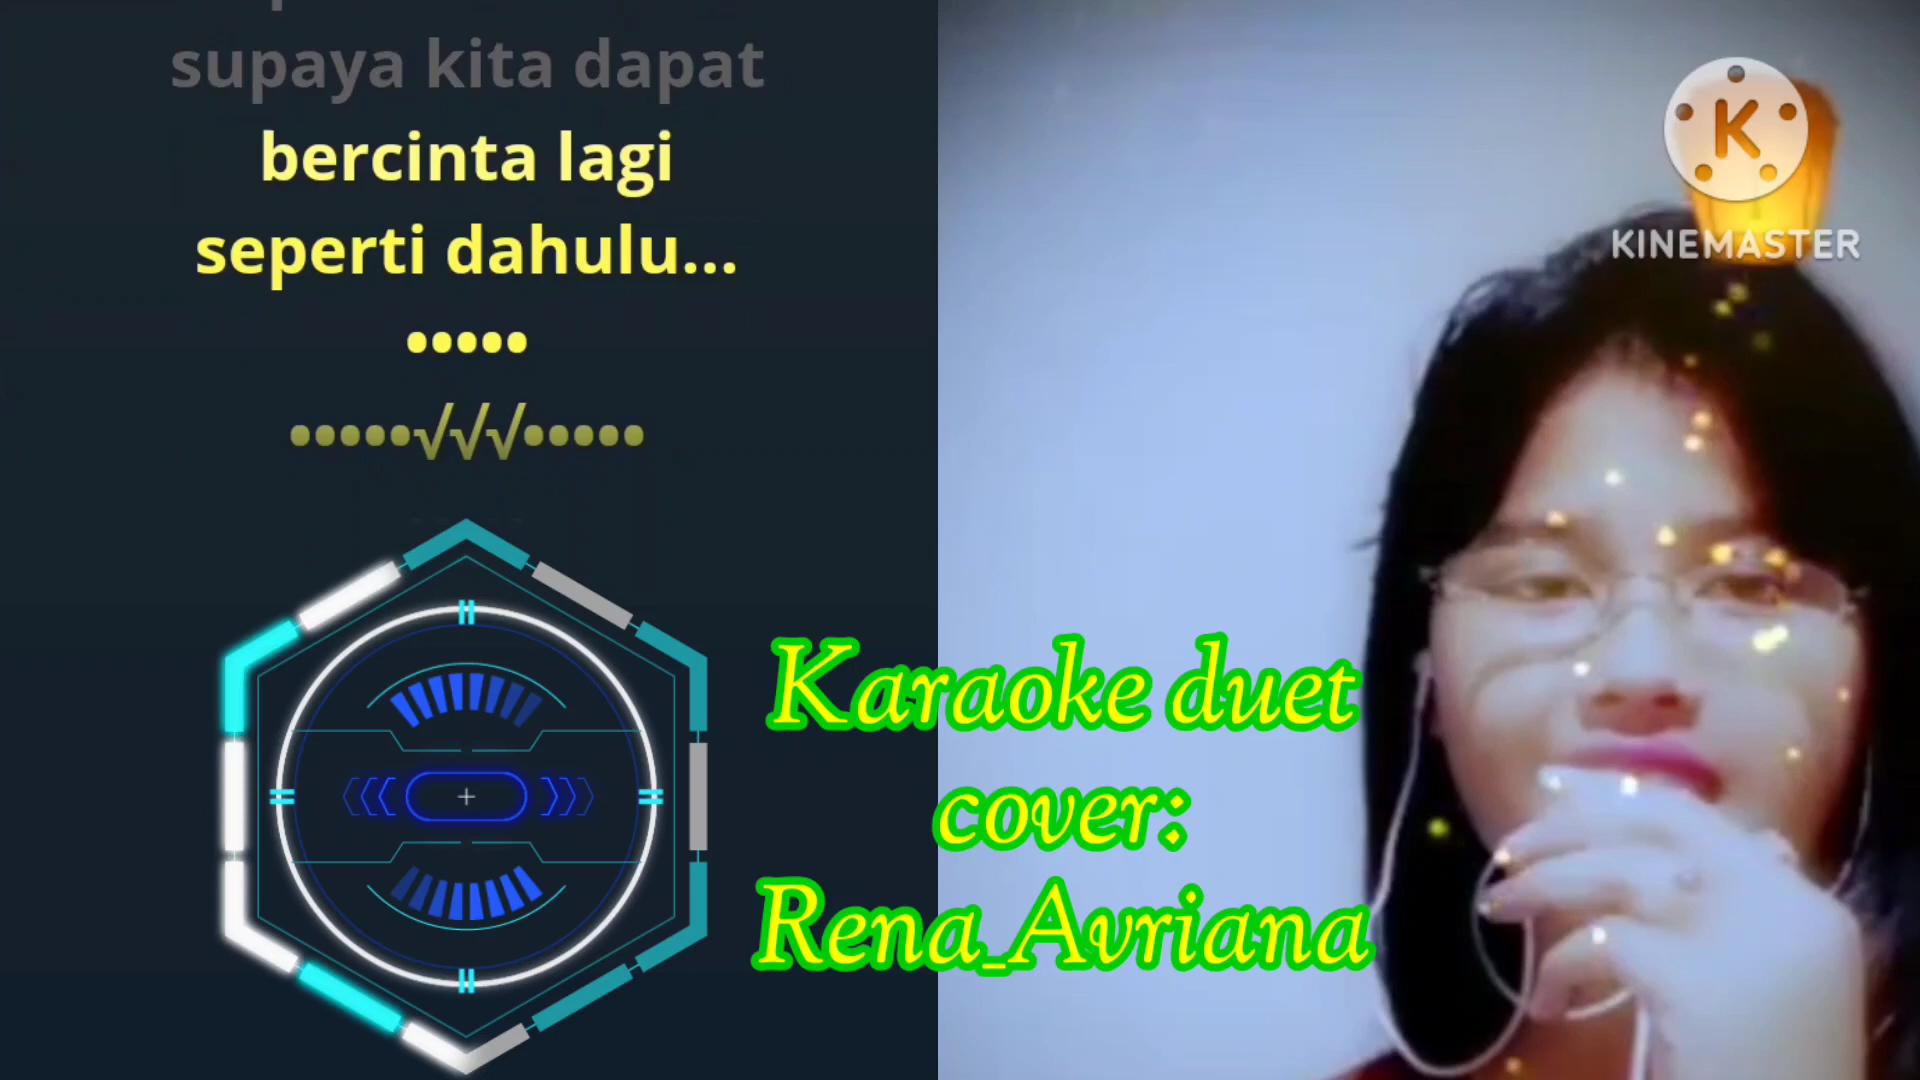 supaya kita dapat
bercinta lagi
seperti dahulu...
•••••
•••••√√√•••••
K
KINEMASTER
Karaoke duet
cover:
Rena_Avriana